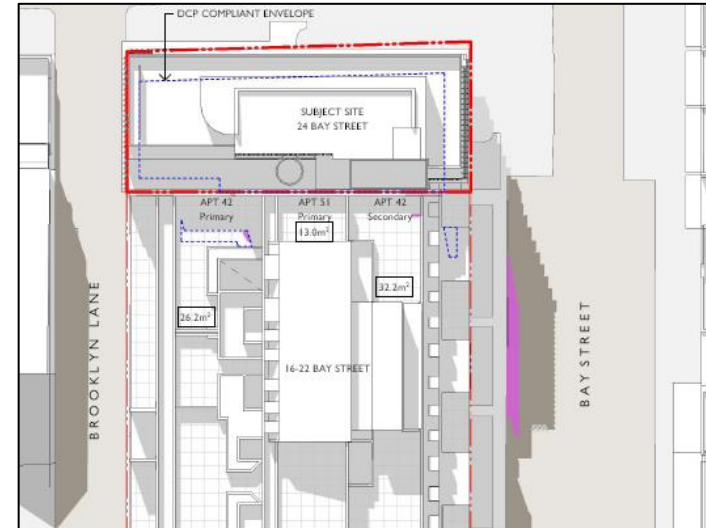 DCP COMPLIANT ENVELOPE
SUBJECT SITE
24 BAY STREET
APT 42
Primary
APT 51
Primary
APT 42
Secondary
13.0m²
26.2m²
32.2m²
16-22 BAY STREET
BROOKLYN LANE
BAY STREET